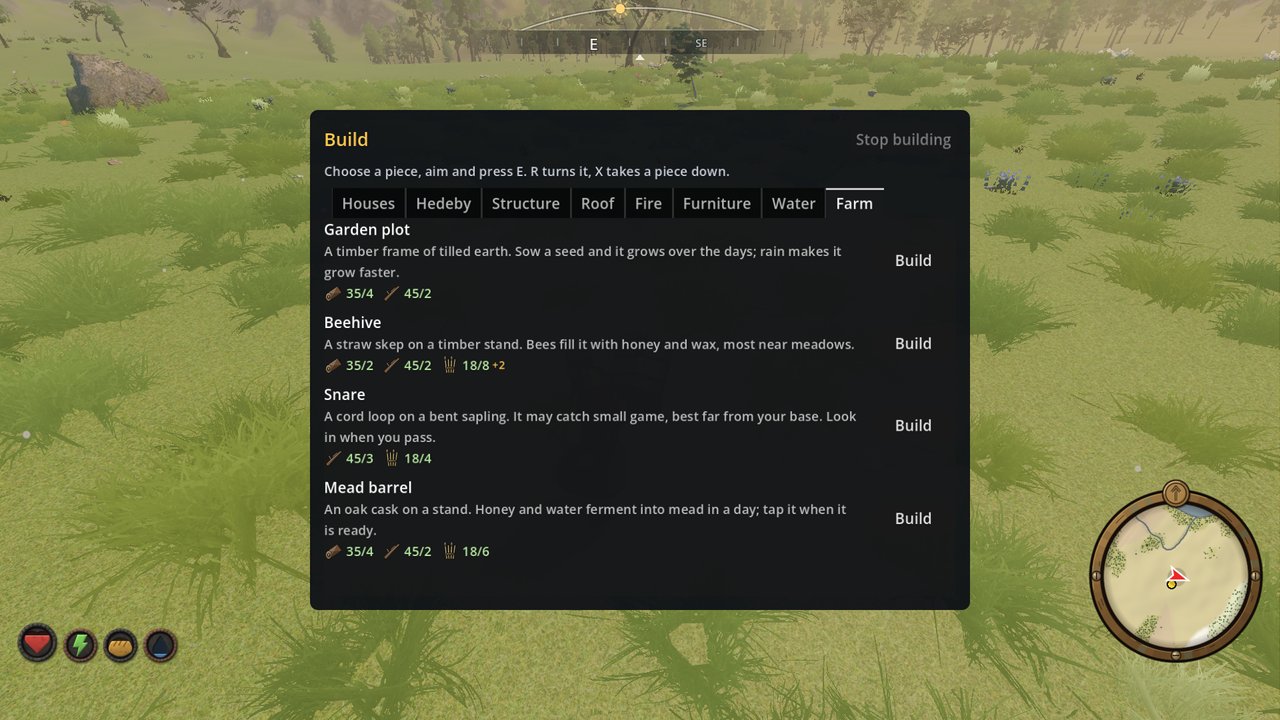 E
SE
Build
Stop building
Choose a piece, aim and press E. R turns it, X takes a piece down.
Houses
Hedeby
Structure
Roof
Fire
Furniture
Water
Farm
Garden plot
A timber frame of tilled earth. Sow a seed and it grows over the days; rain makes it
grow faster.
35/4 45/2
Build
Beehive
A straw skep on a timber stand. Bees fill it with honey and wax, most near meadows.
35/2 45/2 18/8 +2
Build
Snare
A cord loop on a bent sapling. It may catch small game, best far from your base. Look
in when you pass.
45/3 18/4
Build
Mead barrel
An oak cask on a stand. Honey and water ferment into mead in a day; tap it when it
is ready.
35/4 45/2 18/6
Build